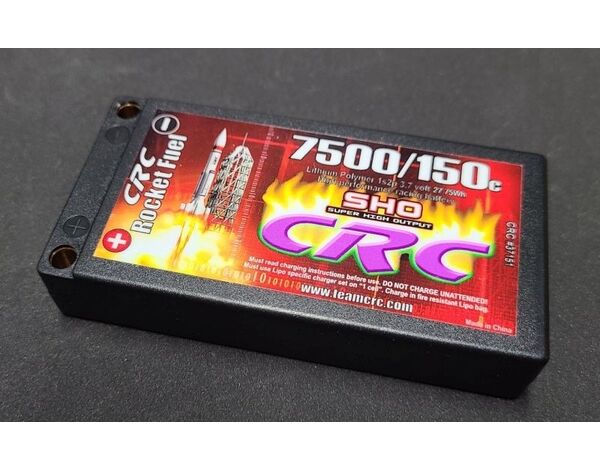 CRC
Rocket Fuel
7500/150c
Lithium Polymer 1s2p 3.7 volt 27.75Wh
high performance racing battery
SHO
SUPER HIGH OUTPUT
CRC
CRC #37151
Must read charging instructions before use. DO NOT CHARGE UNATTENDED!!
Must use Lipo specific charger set on "1 cell". Charge in fire resistant Lipo bag.
www.teamcrc.com
Made in China